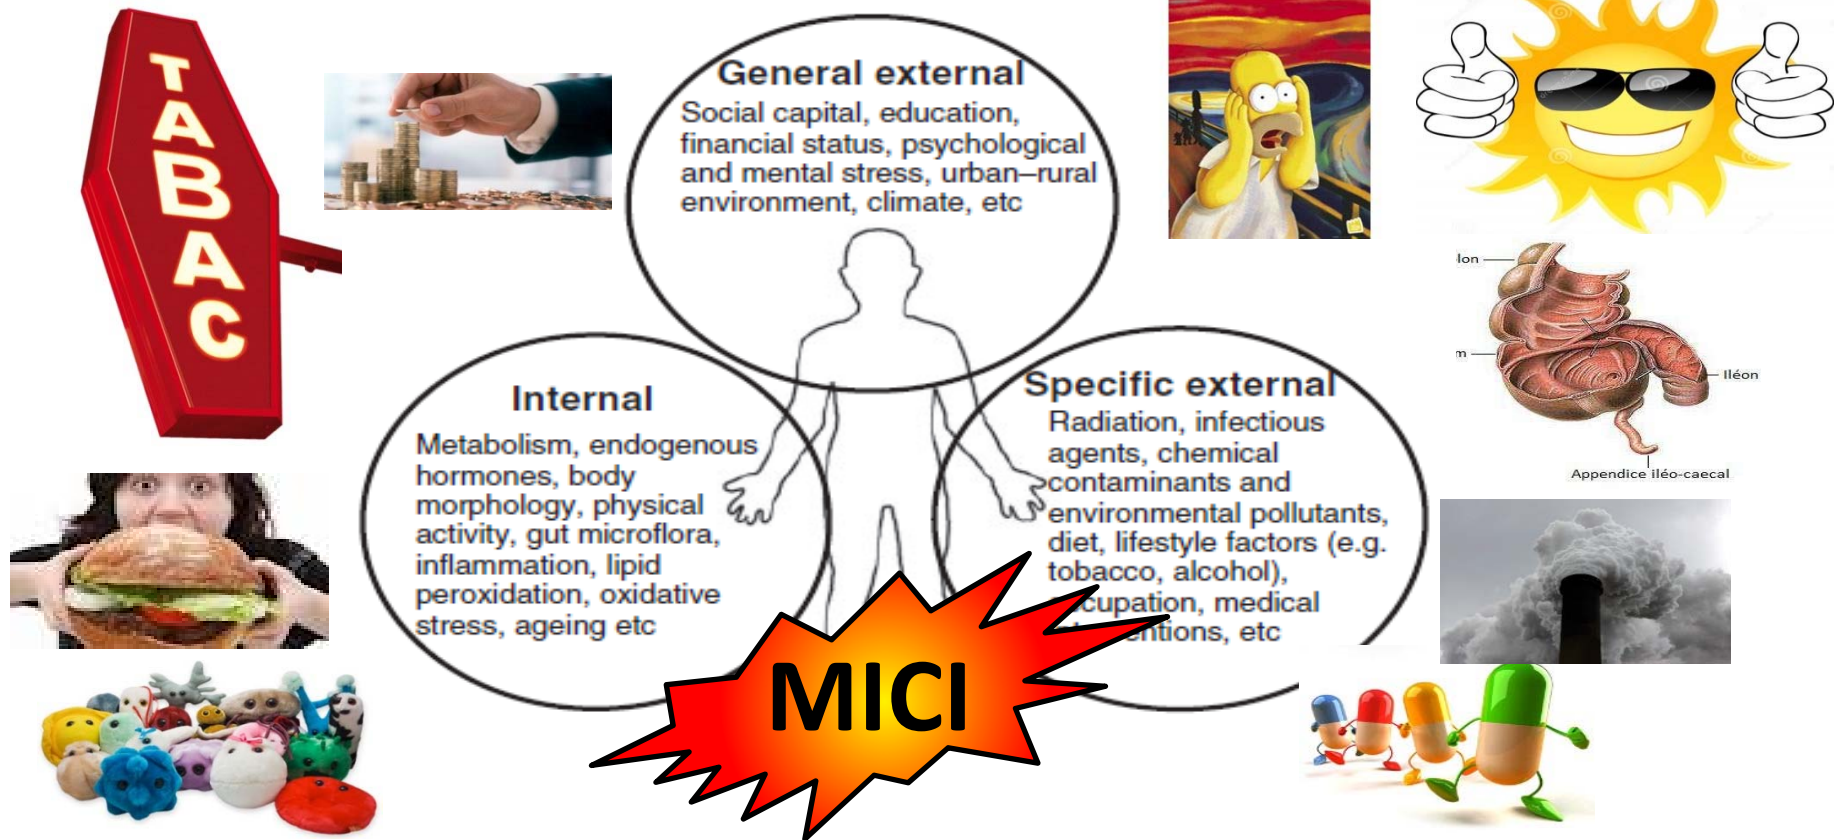 TABAC
General external
Social capital, education,
financial status, psychological
and mental stress, urban–rural
environment, climate, etc
Internal
Metabolism, endogenous
hormones, body
morphology, physical
activity, gut microflora,
inflammation, lipid
peroxidation, oxidative
stress, ageing etc
Specific external
Radiation, infectious
agents, chemical
contaminants and
environmental pollutants,
diet, lifestyle factors (e.g.
tobacco, alcohol),
medical
etc
MICI
lon
m
Iléon
Appendice iléo-caecal